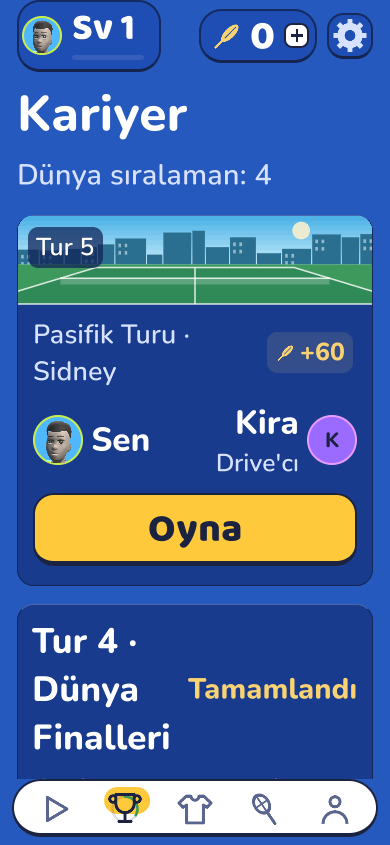 Sv 1
0
Kariyer
Dünya sıralaman: 4
Tur 5
Pasifik Turu ·
Sidney
+60
Sen
Kira
Drive'cı
K
Oyna
Tur 4 ·
Dünya
Finalleri
Tamamlandı